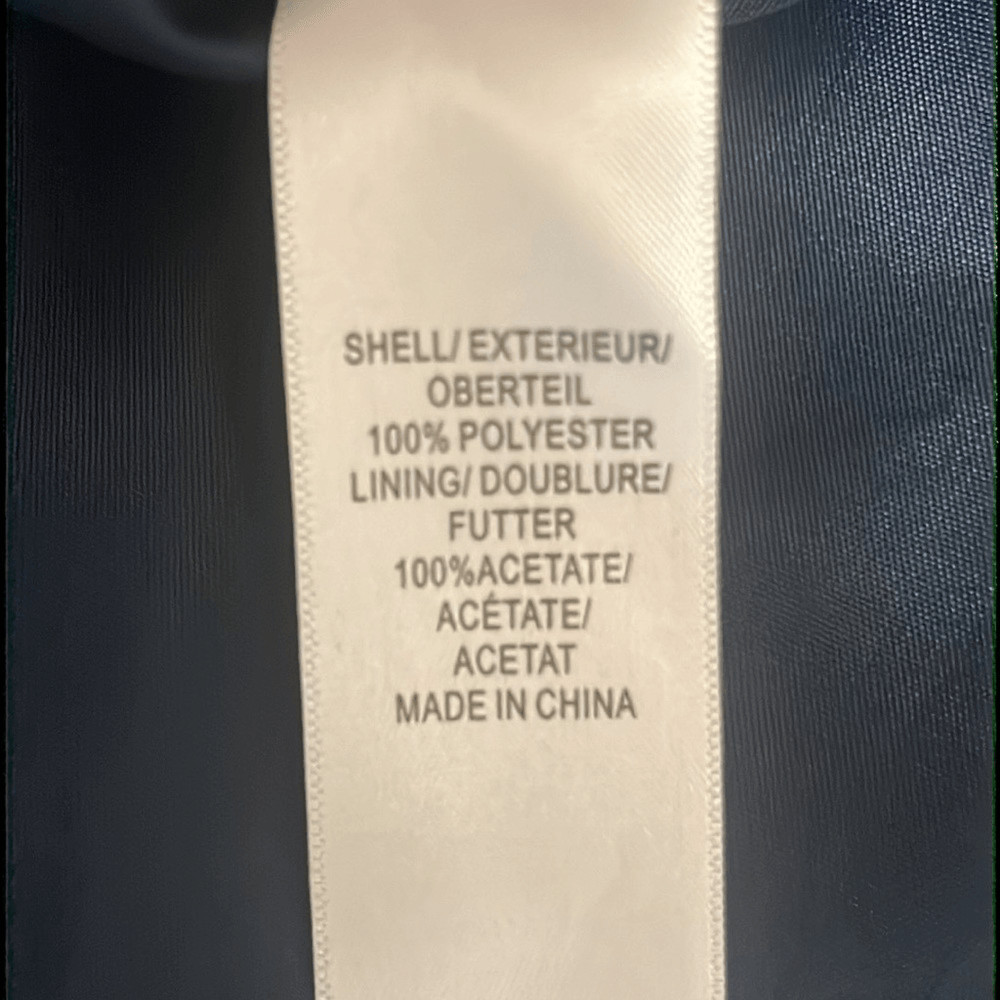 SHELL/ EXTERIEUR/
OBERTEIL
100% POLYESTER
LINING/ DOUBLURE/
FUTTER
100%ACETATE/
ACÉTATE/
ACETAT
MADE IN CHINA